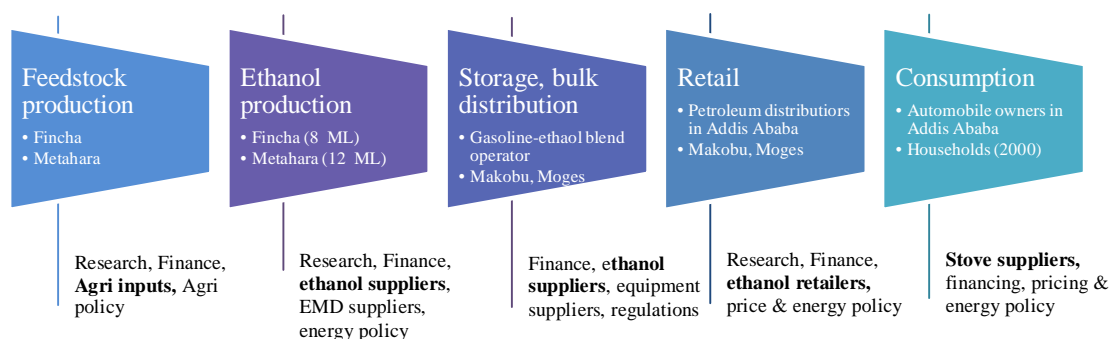 Feedstock
production
• Fincha
• Metahara
Ethanol
production
• Fincha (8 ML)
• Metahara (12 ML)
Storage, bulk
distribution
• Gasoline-ethaol blend
operator
• Makobu, Moges
Retail
• Petroleum distributiors
in Addis Ababa
• Makobu, Moges
Consumption
• Automobile owners in
Addis Ababa
• Households (2000)
Research, Finance,
Agri inputs, Agri
policy
Research, Finance,
ethanol suppliers,
EMD suppliers,
energy policy
Finance, ethanol
suppliers, equipment
suppliers, regulations
Research, Finance,
ethanol retailers,
price & energy policy
Stove suppliers,
financing, pricing &
energy policy